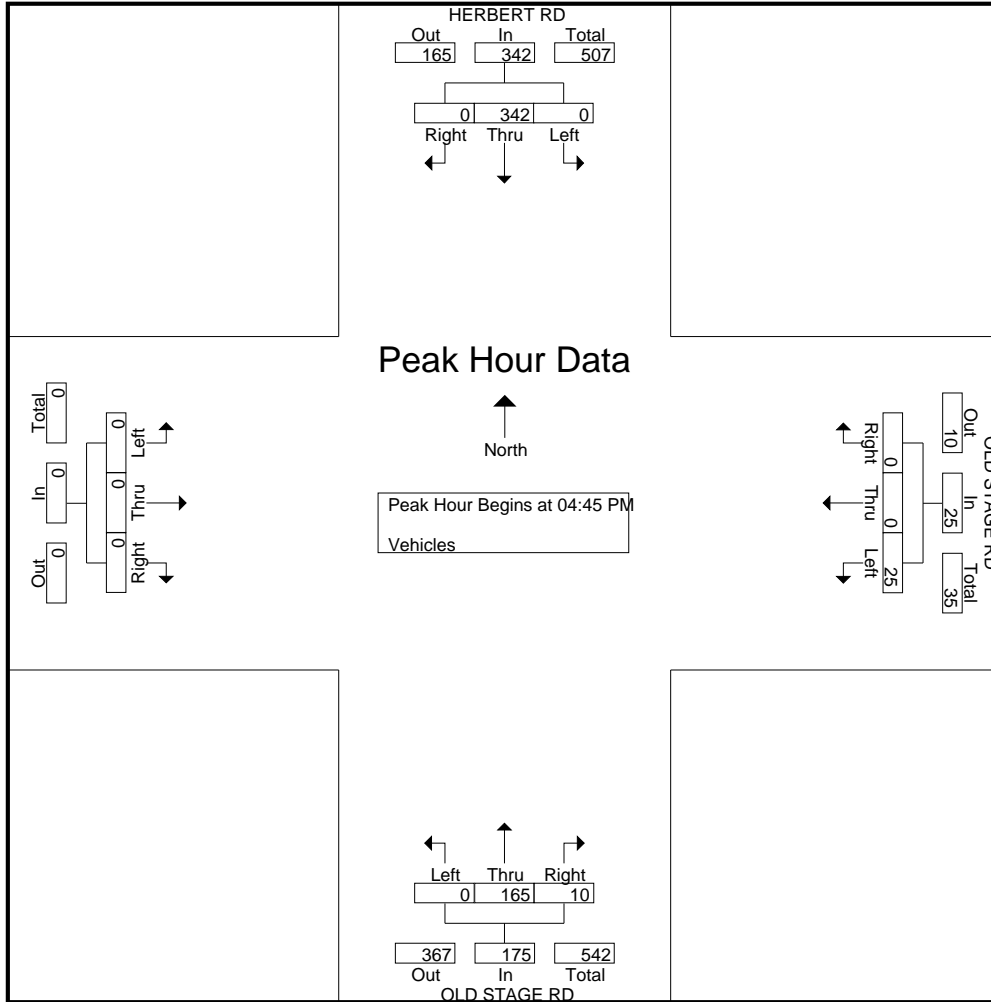 HERBERT RD
Out In Total
165 342 507
0 342 0
Right Thru Left
Peak Hour Data
North
Peak Hour Begins at 04:45 PM
Vehicles
Total In Out
0 0 0
0 0 0
Left Thru Right
Right Thru Left
0 0 25
10 25 35
Out In Total
OLD STAGE RD
Left Thru Right
0 165 10
367 175 542
Out In Total
OLD STAGE RD